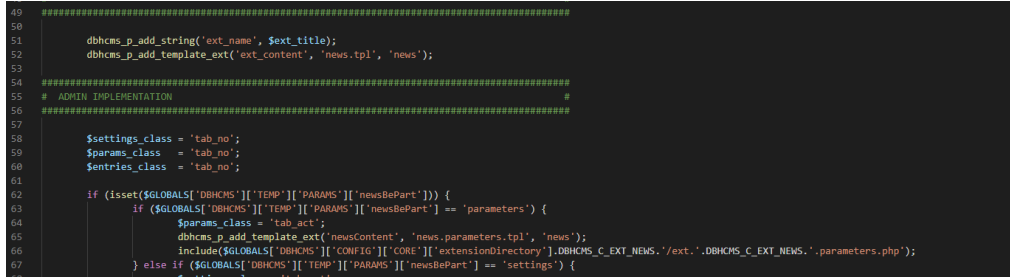 49 ############################################################################################
50
51 dbhcms_p_add_string('ext_name', $ext_title);
52 dbhcms_p_add_template_ext('ext_content', 'news.tpl', 'news');
53
54 ############################################################################################
55 # ADMIN IMPLEMENTATION #
56 ############################################################################################
57
58 $settings_class = 'tab_no';
59 $params_class = 'tab_no';
60 $entries_class = 'tab_no';
61
62 if (isset($GLOBALS['DBHCMS']['TEMP']['PARAMS']['newsBePart'])) {
63 if ($GLOBALS['DBHCMS']['TEMP']['PARAMS']['newsBePart'] == 'parameters') {
64 $params_class = 'tab_act';
65 dbhcms_p_add_template_ext('newsContent', 'news.parameters.tpl', 'news');
66 include($GLOBALS['DBHCMS']['CONFIG']['CORE']['extensionDirectory'].DBHCMS_C_EXT_NEWS.'/ext.'.DBHCMS_C_EXT_NEWS.'.parameters.php');
67 } else if ($GLOBALS['DBHCMS']['TEMP']['PARAMS']['newsBePart'] == 'settings') {